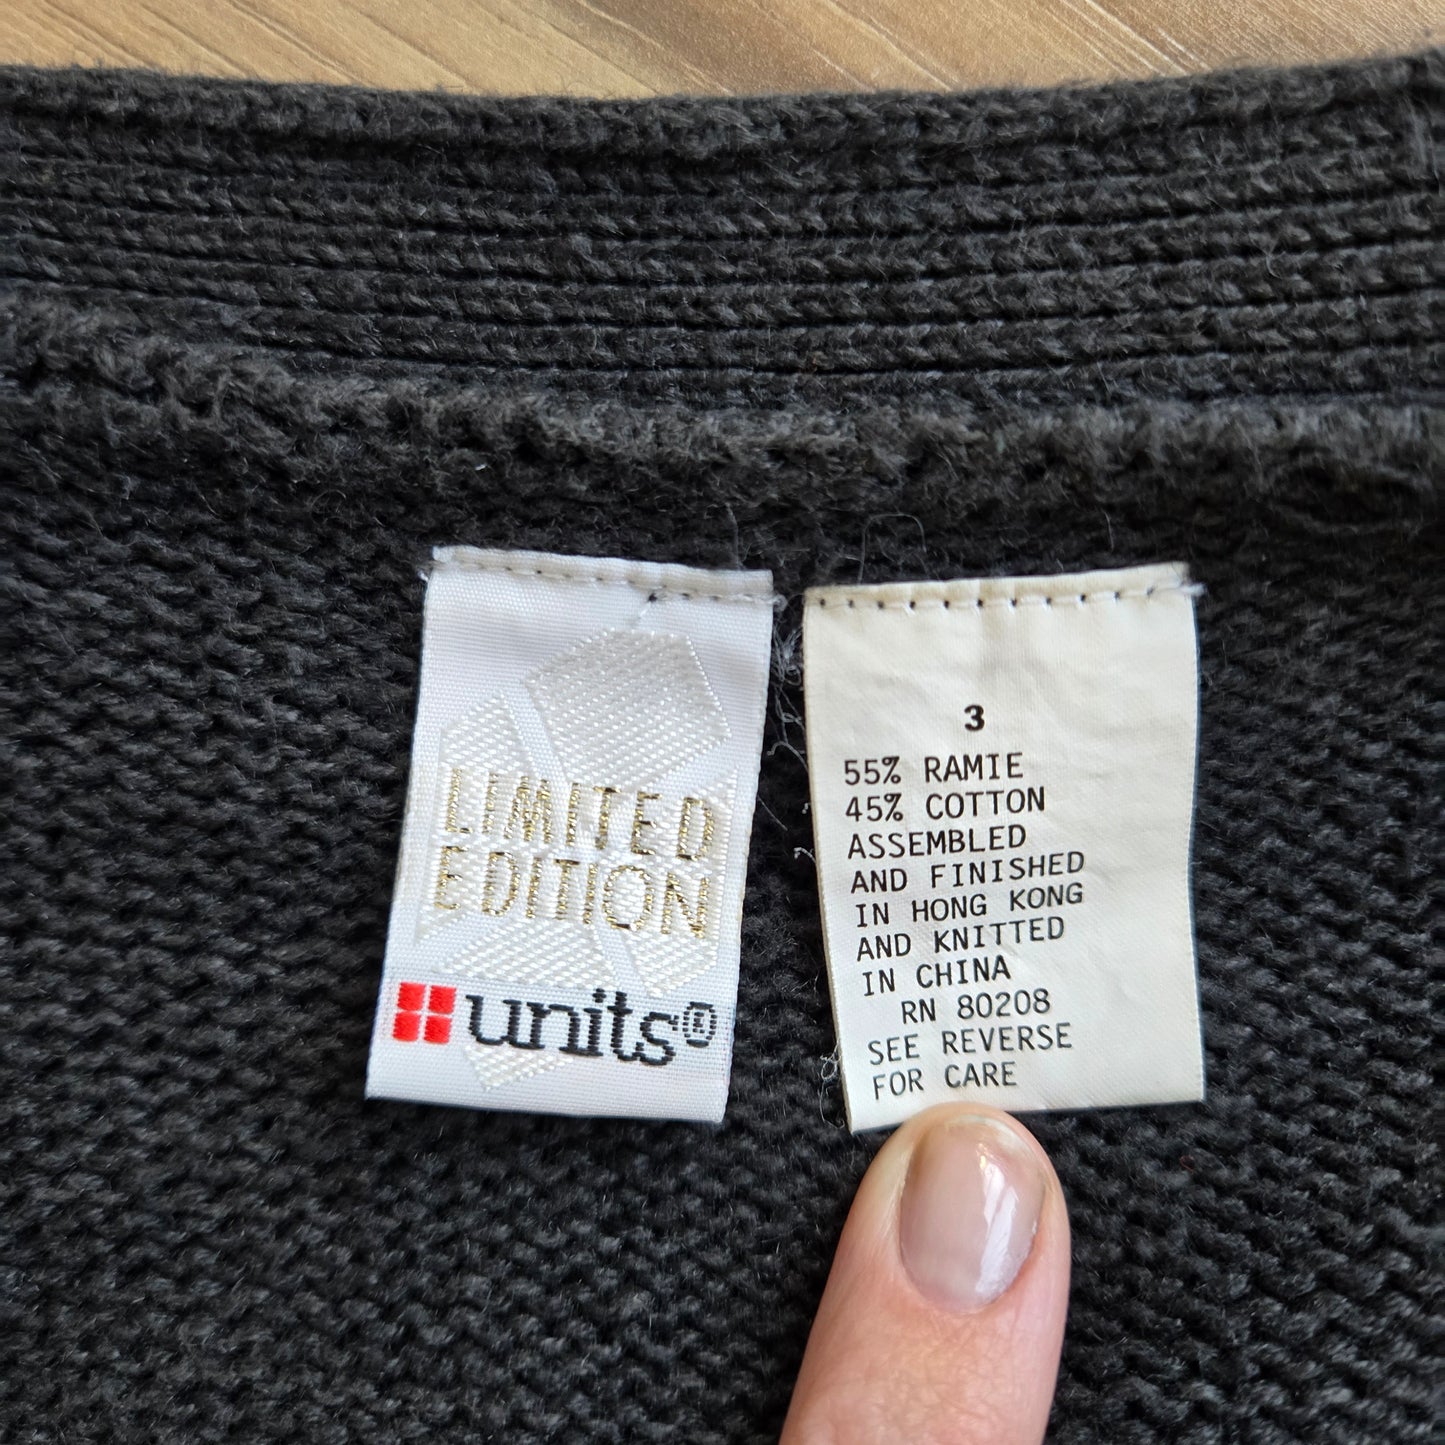 LIMITED
EDITION
units®
3
55% RAMIE
45% COTTON
ASSEMBLED
AND FINISHED
IN HONG KONG
AND KNITTED
IN CHINA
RN 80208
SEE REVERSE
FOR CARE